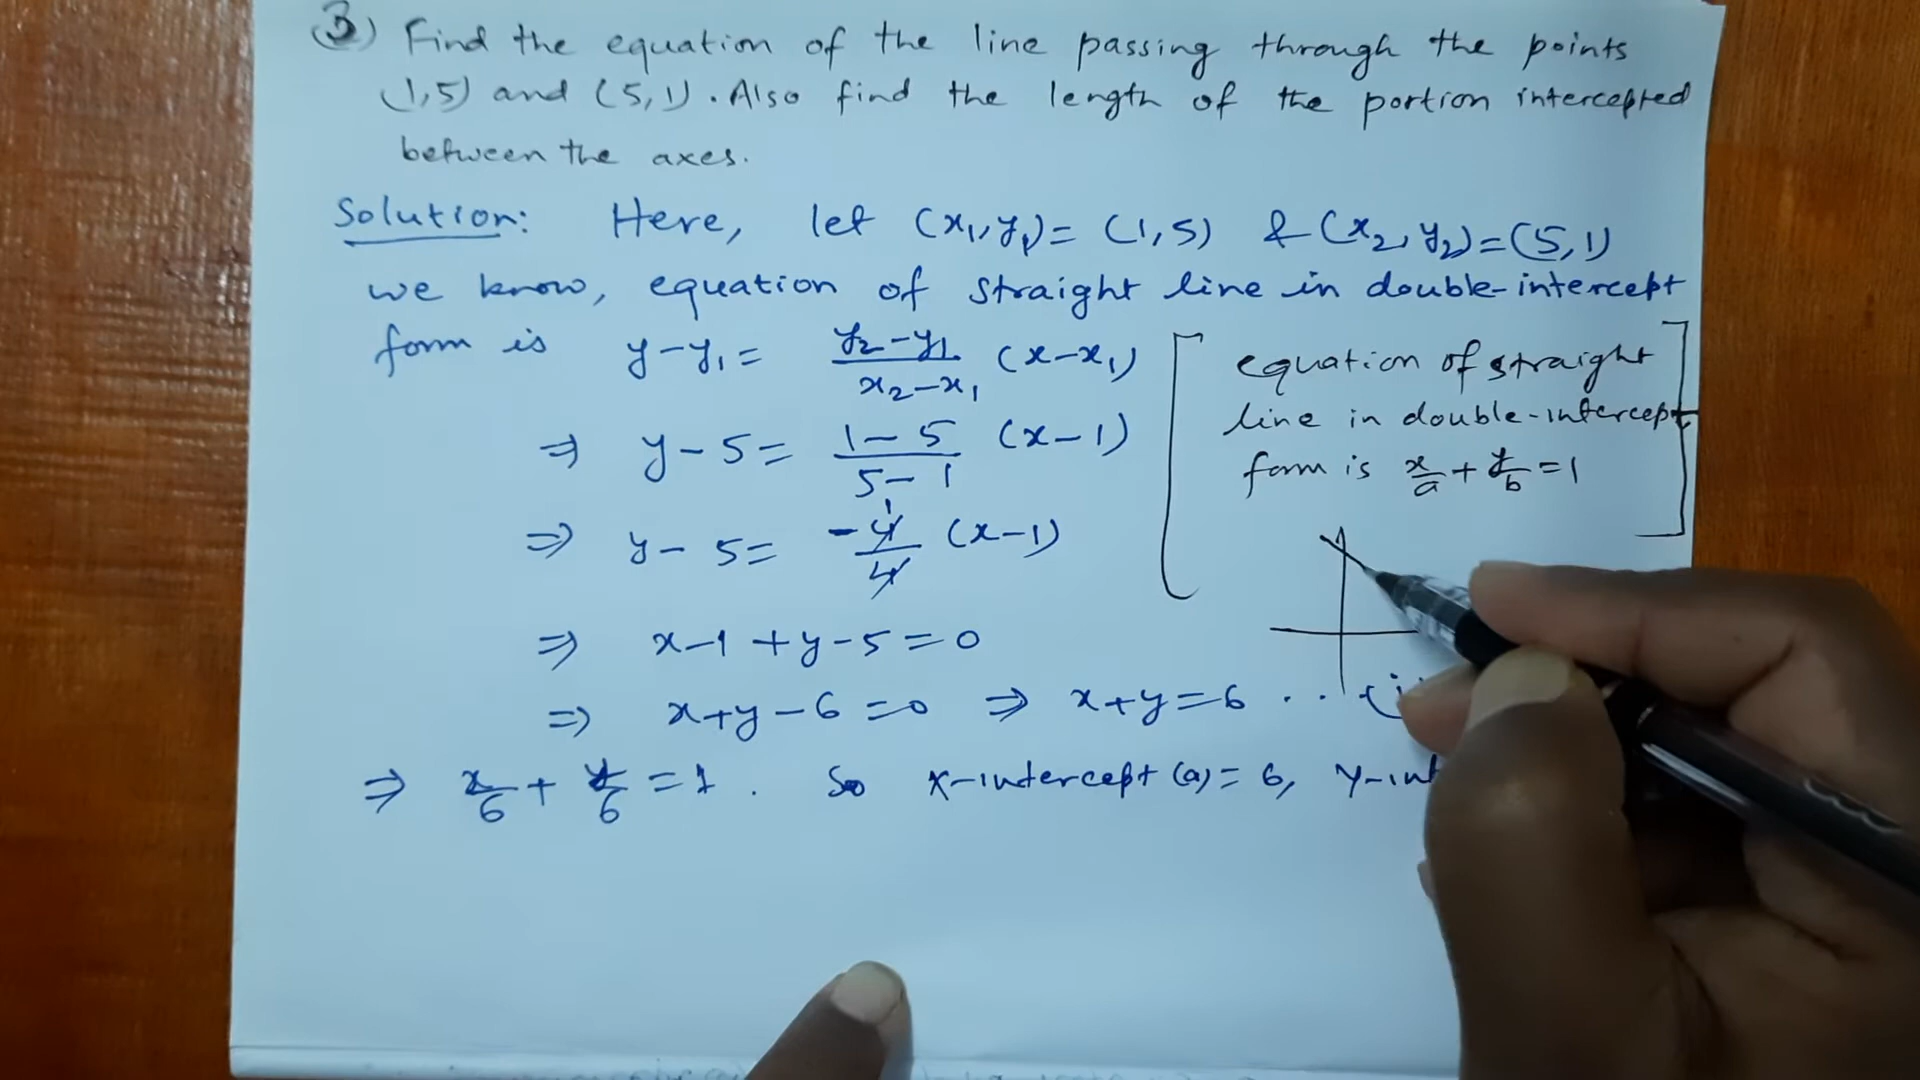 3) Find the equation of the line passing through the points
(1,5) and (5,1). Also find the length of the portion intercepted
between the axes.
Solution: Here, let (x₁,y₁)= (1,5) & (x₂,y₂)=(5,1)
we know, equation of straight line in double-intercept
form is y-y₁= y₂-y₁/x₂-x₁ (x-x₁)
[equation of straight
line in double-intercept
form is x/a + y/b =1]
⇒ y-5= 1-5/5-1 (x-1)
⇒ y-5= -4/4 (x-1)
1
⇒ x-1+y-5=0
⇒ x+y-6=0 ⇒ x+y=6 . .
⇒ x/6 + y/6 =1 . So x-intercept (a)= 6, y-int